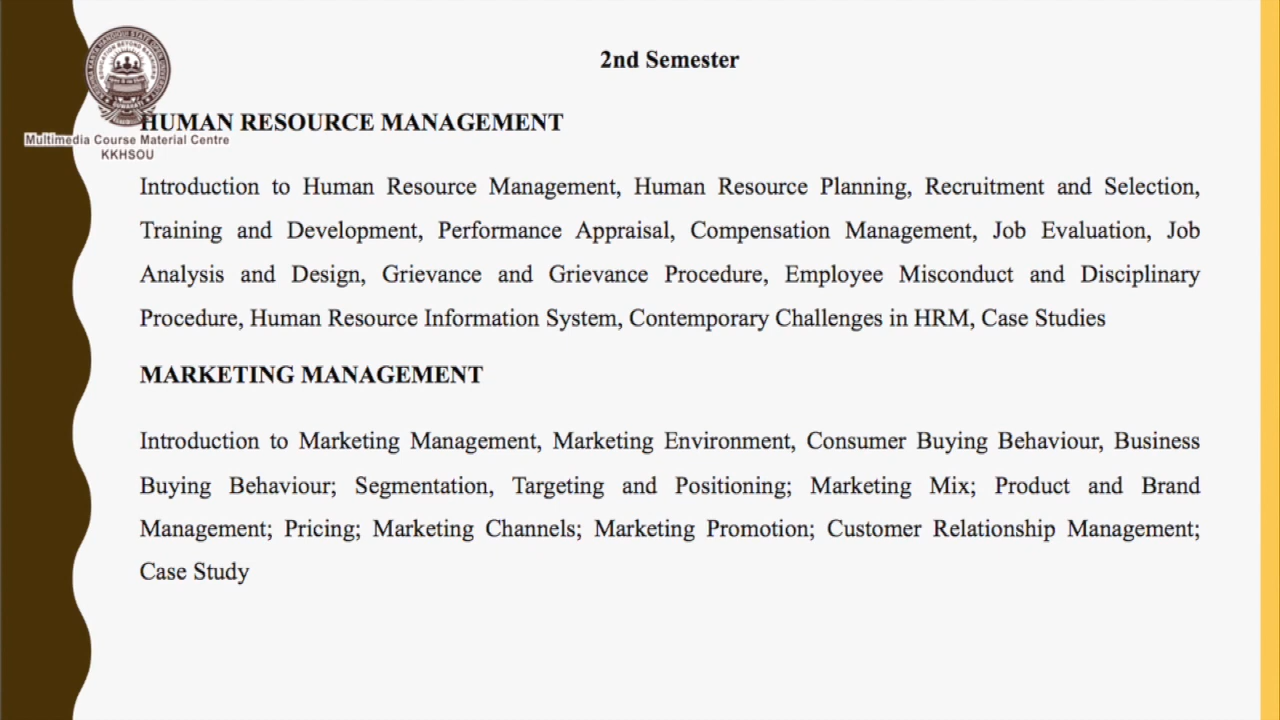 2nd Semester
HUMAN RESOURCE MANAGEMENT
Multimedia Course Material Centre
KKHSOU
Introduction to Human Resource Management, Human Resource Planning, Recruitment and Selection,
Training and Development, Performance Appraisal, Compensation Management, Job Evaluation, Job
Analysis and Design, Grievance and Grievance Procedure, Employee Misconduct and Disciplinary
Procedure, Human Resource Information System, Contemporary Challenges in HRM, Case Studies
MARKETING MANAGEMENT
Introduction to Marketing Management, Marketing Environment, Consumer Buying Behaviour, Business
Buying Behaviour; Segmentation, Targeting and Positioning; Marketing Mix; Product and Brand
Management; Pricing; Marketing Channels; Marketing Promotion; Customer Relationship Management;
Case Study